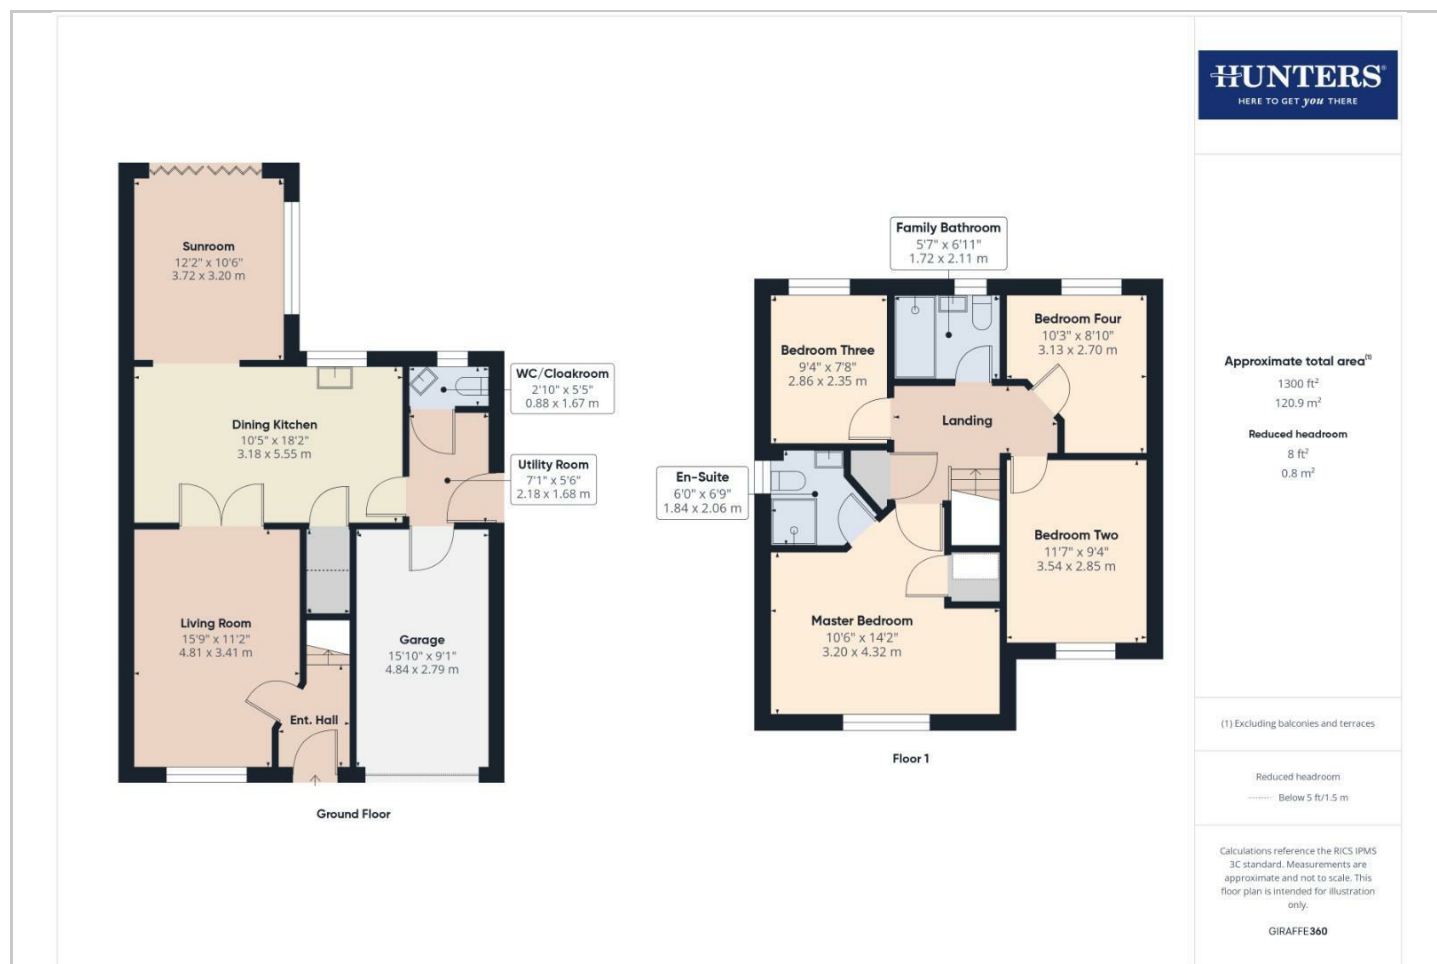 HUNTERS®
HERE TO GET you THERE
Sunroom
12'2" x 10'6"
3.72 x 3.20 m
Dining Kitchen
10'5" x 18'2"
3.18 x 5.55 m
WC/Cloakroom
2'10" x 5'5"
0.88 x 1.67 m
Utility Room
7'1" x 5'6"
2.18 x 1.68 m
Living Room
15'9" x 11'2"
4.81 x 3.41 m
Garage
15'10" x 9'1"
4.84 x 2.79 m
Ent. Hall
Ground Floor
Family Bathroom
5'7" x 6'11"
1.72 x 2.11 m
Bedroom Three
9'4" x 7'8"
2.86 x 2.35 m
Bedroom Four
10'3" x 8'10"
3.13 x 2.70 m
Landing
En-Suite
6'0" x 6'9"
1.84 x 2.06 m
Bedroom Two
11'7" x 9'4"
3.54 x 2.85 m
Master Bedroom
10'6" x 14'2"
3.20 x 4.32 m
Floor 1
Approximate total area(1)
1300 ft²
120.9 m²
Reduced headroom
8 ft²
0.8 m²
(1) Excluding balconies and terraces
Reduced headroom
Below 5 ft/1.5 m
Calculations reference the RICS IPMS
3C standard. Measurements are
approximate and not to scale. This
floor plan is intended for illustration
only.
GIRAFFE360